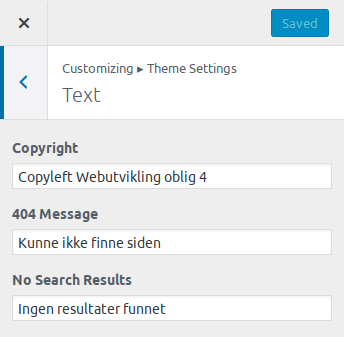 Saved
Customizing ▸ Theme Settings
Text
Copyright
Copyleft Webutvikling oblig 4
404 Message
Kunne ikke finne siden
No Search Results
Ingen resultater funnet